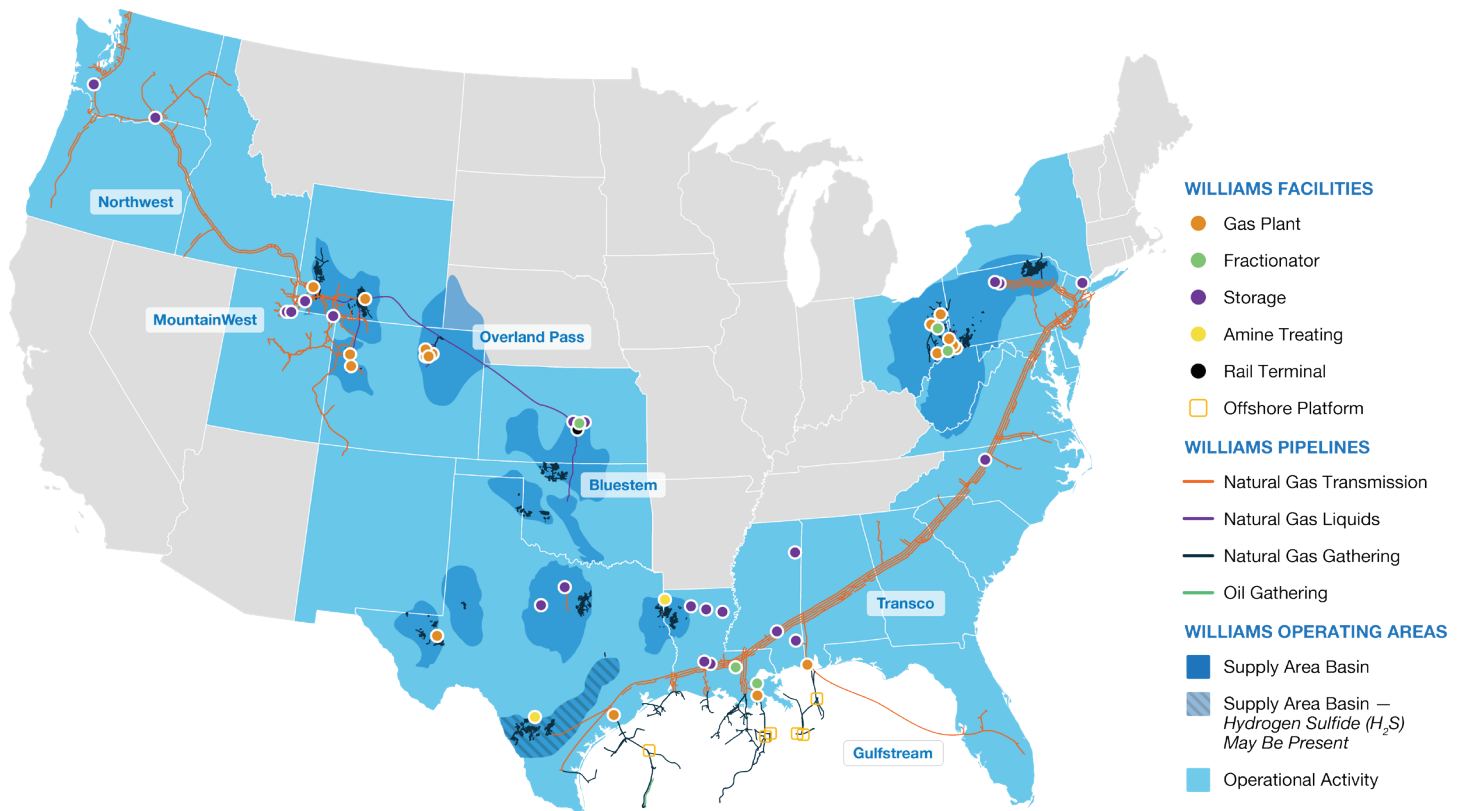 Northwest
MountainWest
Overland Pass
Bluestem
Transco
Gulfstream
WILLIAMS FACILITIES
Gas Plant
Fractionator
Storage
Amine Treating
Rail Terminal
Offshore Platform
WILLIAMS PIPELINES
Natural Gas Transmission
Natural Gas Liquids
Natural Gas Gathering
Oil Gathering
WILLIAMS OPERATING AREAS
Supply Area Basin
Supply Area Basin —
Hydrogen Sulfide (H₂S)
May Be Present
Operational Activity